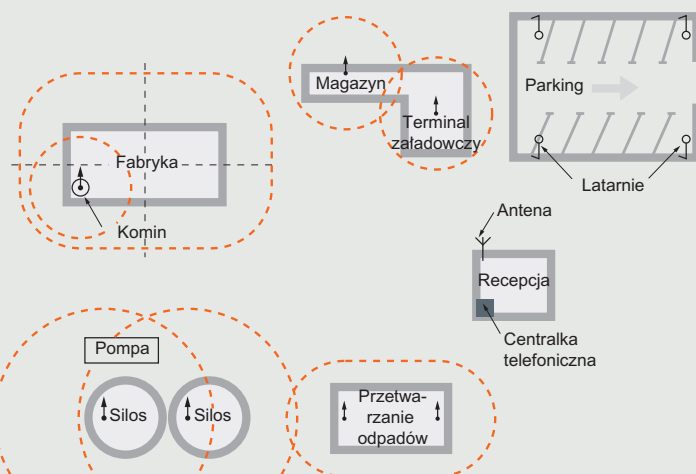 Magazyn
Terminal
załadowczy
Parking
Latarnie
Fabryka
Komin
Antena
Recepcja
Centralka
telefoniczna
Pompa
Silos
Silos
Przetwa-
rzanie
odpadów